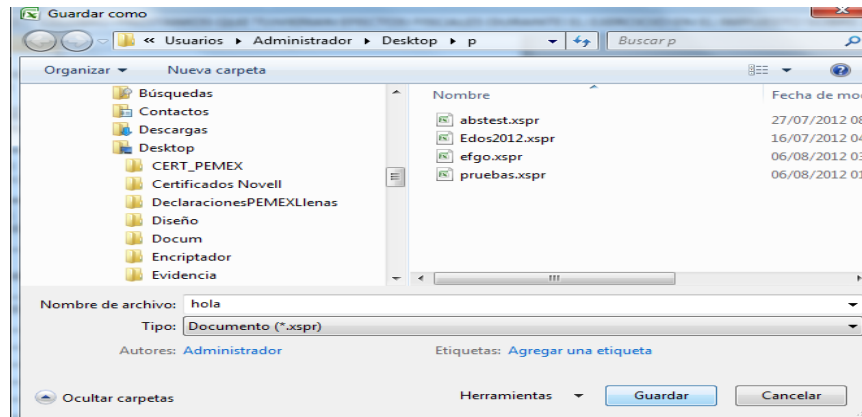 Guardar como
« Usuarios ▸ Administrador ▸ Desktop ▸ p
Buscar p
Organizar
Nueva carpeta
Búsquedas
Contactos
Descargas
Desktop
CERT_PEMEX
Certificados Novell
DeclaracionesPEMEXLlenas
Diseño
Docum
Encriptador
Evidencia
Nombre Fecha de mo
abstest.xspr 27/07/2012 08
Edos2012.xspr 16/07/2012 04
efgo.xspr 06/08/2012 03
pruebas.xspr 06/08/2012 01
Nombre de archivo: hola
Tipo: Documento (*.xspr)
Autores: Administrador Etiquetas: Agregar una etiqueta
Ocultar carpetas Herramientas Guardar Cancelar